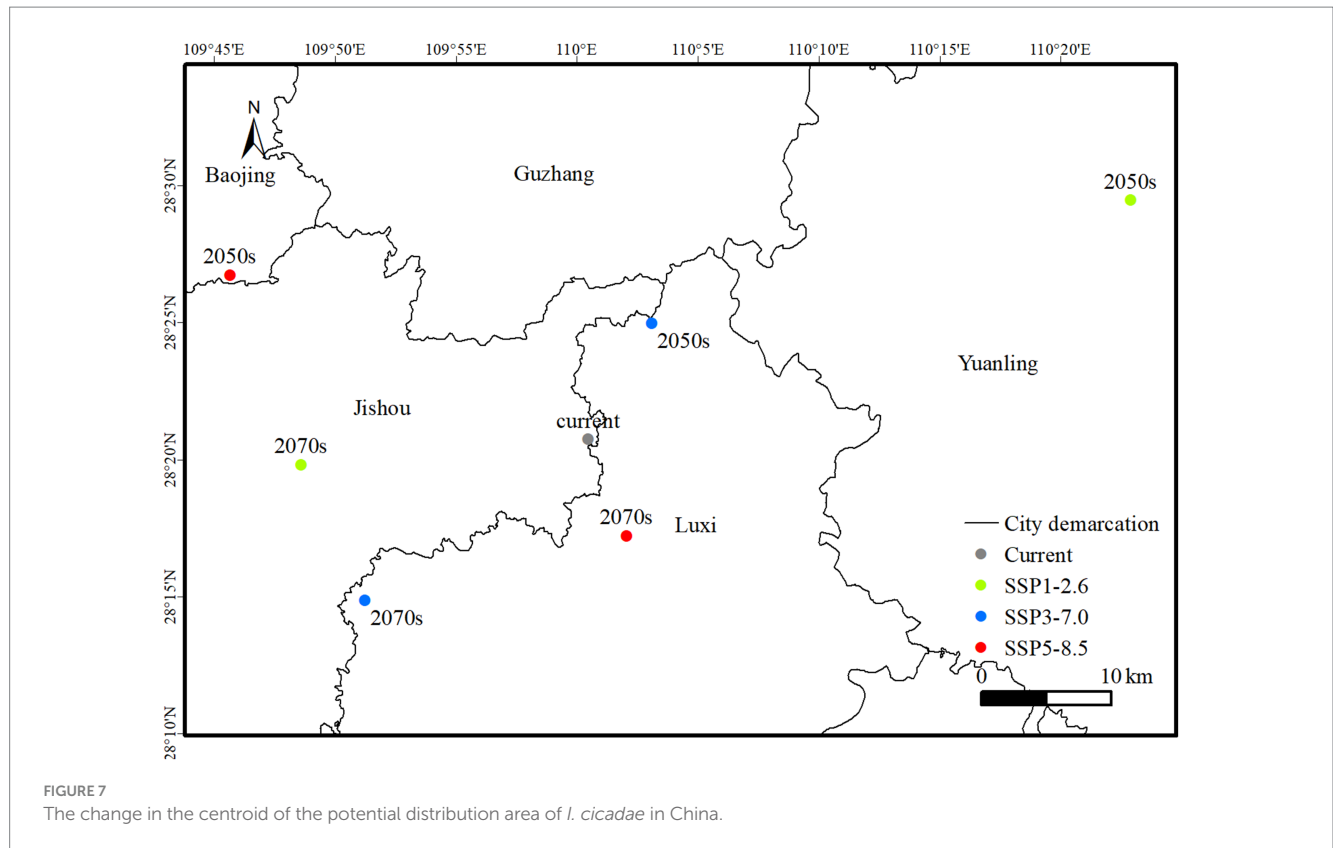 109°45'E 109°50'E 109°55'E 110°0'E 110°5'E 110°10'E 110°15'E 110°20'E
N
28°30'N
Baojing
Guzhang
2050s
2050s
28°25'N
2050s
Yuanling
Jishou
current
28°20'N
2070s
2070s
Luxi
City demarcation
Current
28°15'N
SSP1-2.6
2070s
SSP3-7.0
SSP5-8.5
0 10 km
28°10'N
FIGURE 7
The change in the centroid of the potential distribution area of I. cicadae in China.